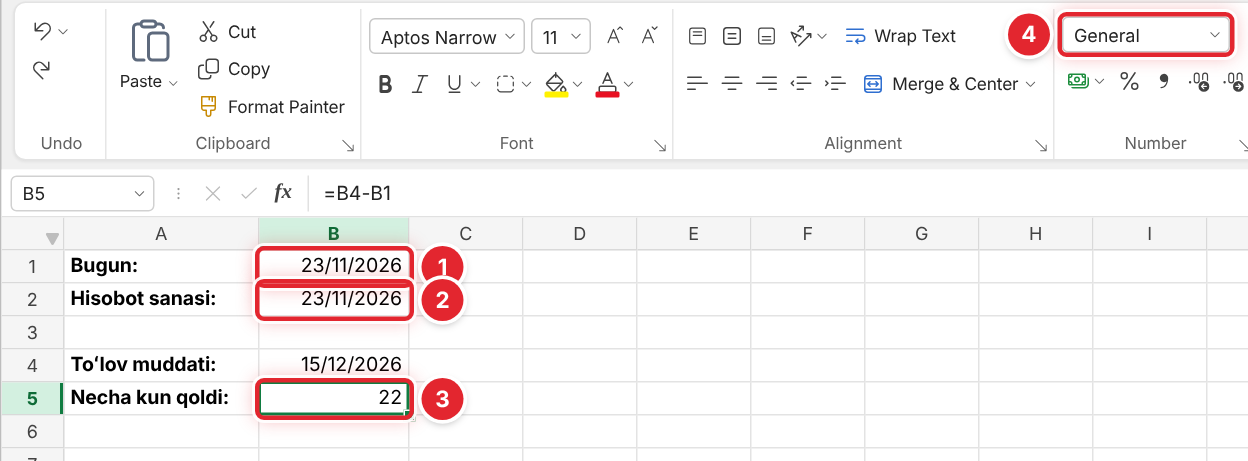 Cut
Aptos Narrow
11
Wrap Text
4
General
Paste
Copy
Format Painter
B
I
U
A
Merge & Center
%
Undo
Clipboard
Font
Alignment
Number
B5
fx
=B4-B1
A B C D E F G H I
1 Bugun: 23/11/2026 1
2 Hisobot sanasi: 23/11/2026 2
3
4 Toʻlov muddati: 15/12/2026
5 Necha kun qoldi: 22 3
6